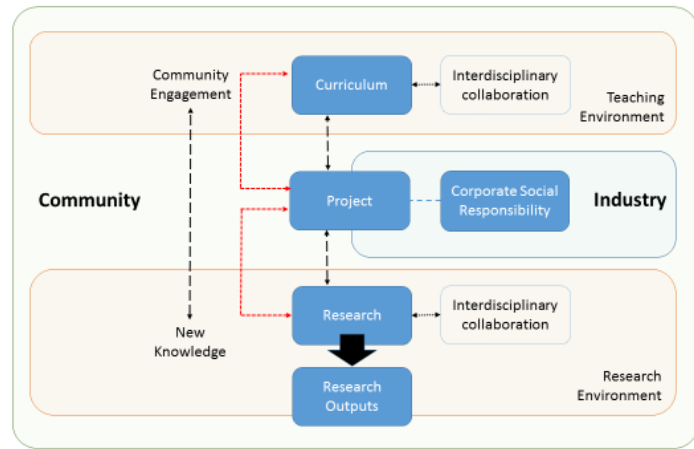 Community
Engagement
Curriculum
Interdisciplinary
collaboration
Teaching
Environment
Community
Project
Corporate Social
Responsibility
Industry
New
Knowledge
Research
Interdisciplinary
collaboration
Research
Outputs
Research
Environment